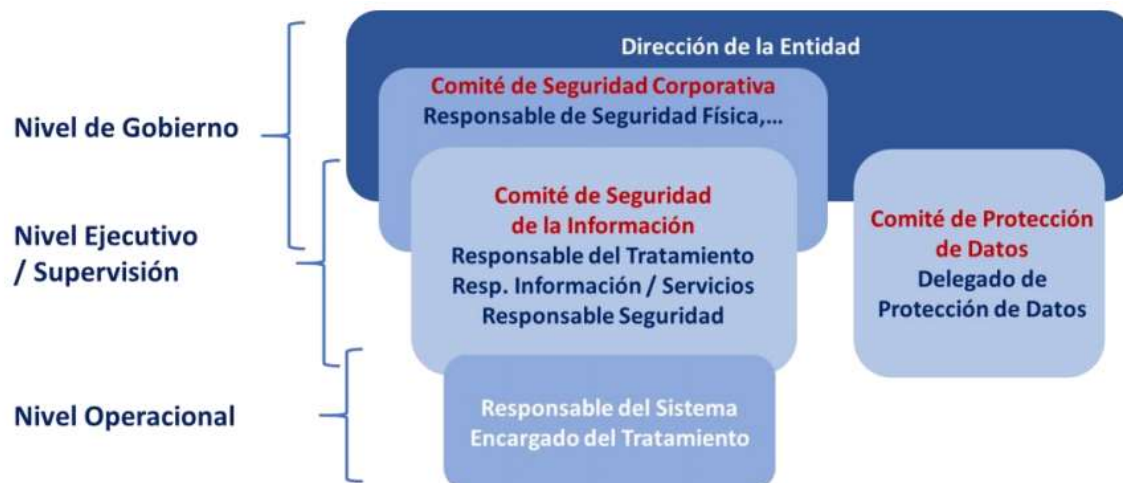 Dirección de la Entidad
Comité de Seguridad Corporativa
Responsable de Seguridad Física,...
Nivel de Gobierno
Comité de Seguridad
de la Información
Responsable del Tratamiento
Resp. Información / Servicios
Responsable Seguridad
Comité de Protección
de Datos
Delegado de
Protección de Datos
Nivel Ejecutivo
/ Supervisión
Nivel Operacional
Responsable del Sistema
Encargado del Tratamiento